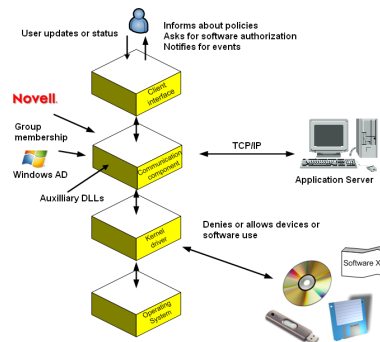 Informs about policies
Asks for software authorization
Notifies for events
User updates or status
Client
interface
Novell.
Group
membership
Communication
component
TCP/IP
Windows AD
Application Server
Auxilliary DLLs
Denies or allows devices or
software use
Kernel
driver
Software X
Operating
System